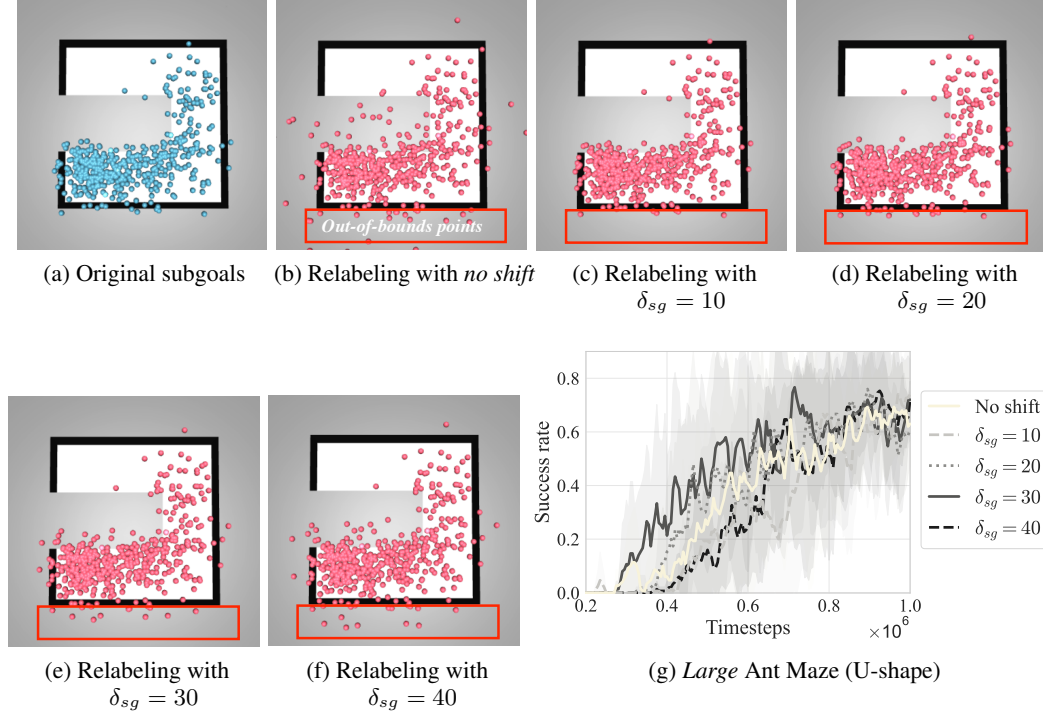 Out-of-bounds points
(a) Original subgoals
(b) Relabeling with no shift
(c) Relabeling with
δsg = 10
(d) Relabeling with
δsg = 20
(e) Relabeling with
δsg = 30
(f) Relabeling with
δsg = 40
Success rate
0.8
0.6
0.4
0.2
0.0
0.2
0.4
0.6
0.8
1.0
Timesteps
×10⁶
No shift
δsg = 10
δsg = 20
δsg = 30
δsg = 40
(g) Large Ant Maze (U-shape)